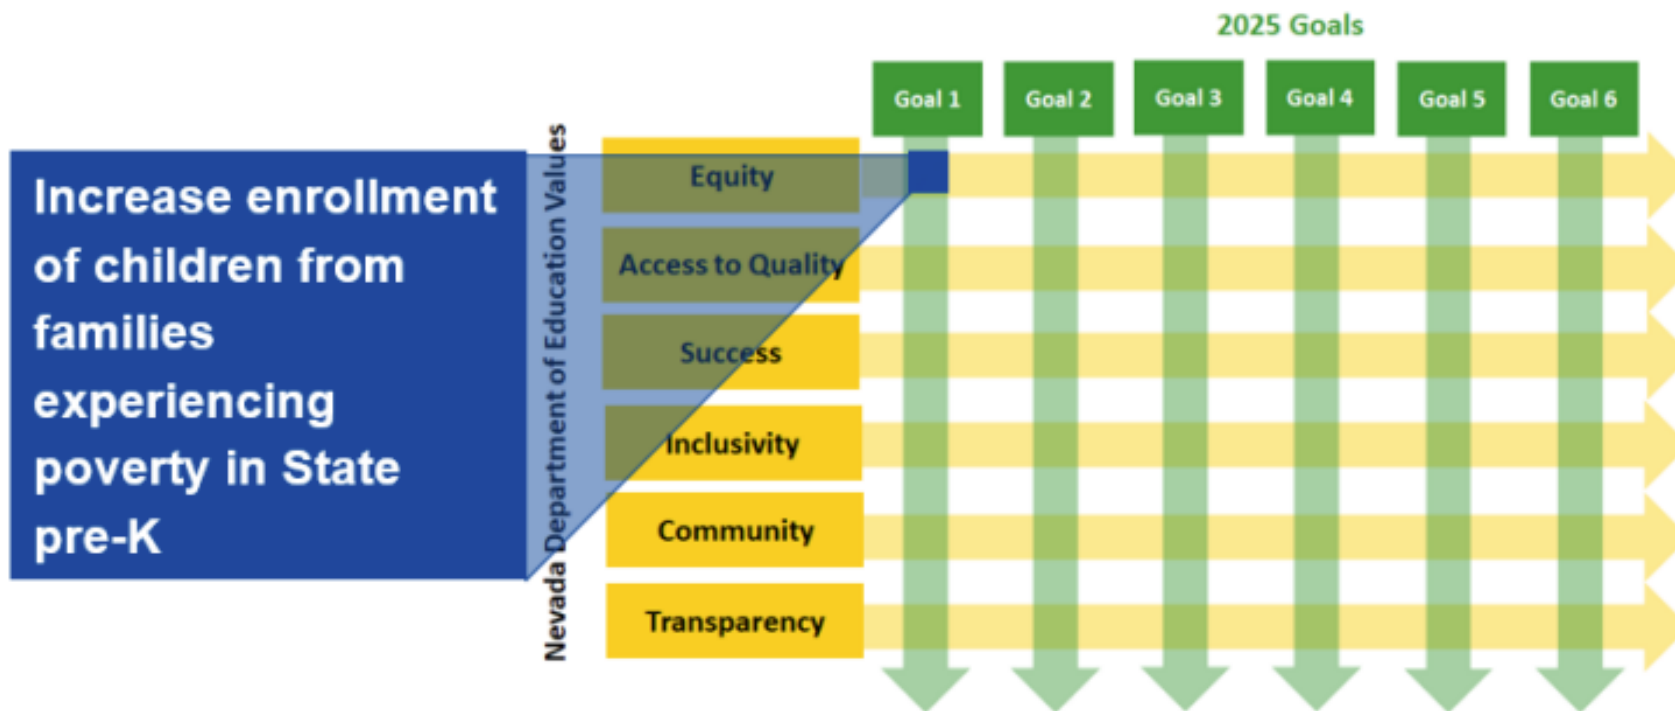 2025 Goals
Goal 1
Goal 2
Goal 3
Goal 4
Goal 5
Goal 6
Increase enrollment
of children from
families
experiencing
poverty in State
pre-K
Nevada Department of Education Values
Equity
Access to Quality
Success
Inclusivity
Community
Transparency